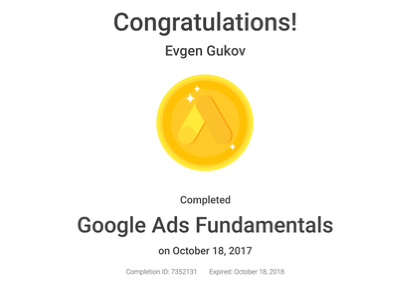 Congratulations!
Evgen Gukov
Completed
Google Ads Fundamentals
on October 18, 2017
Completion ID: 7352131 Expired: October 18, 2018